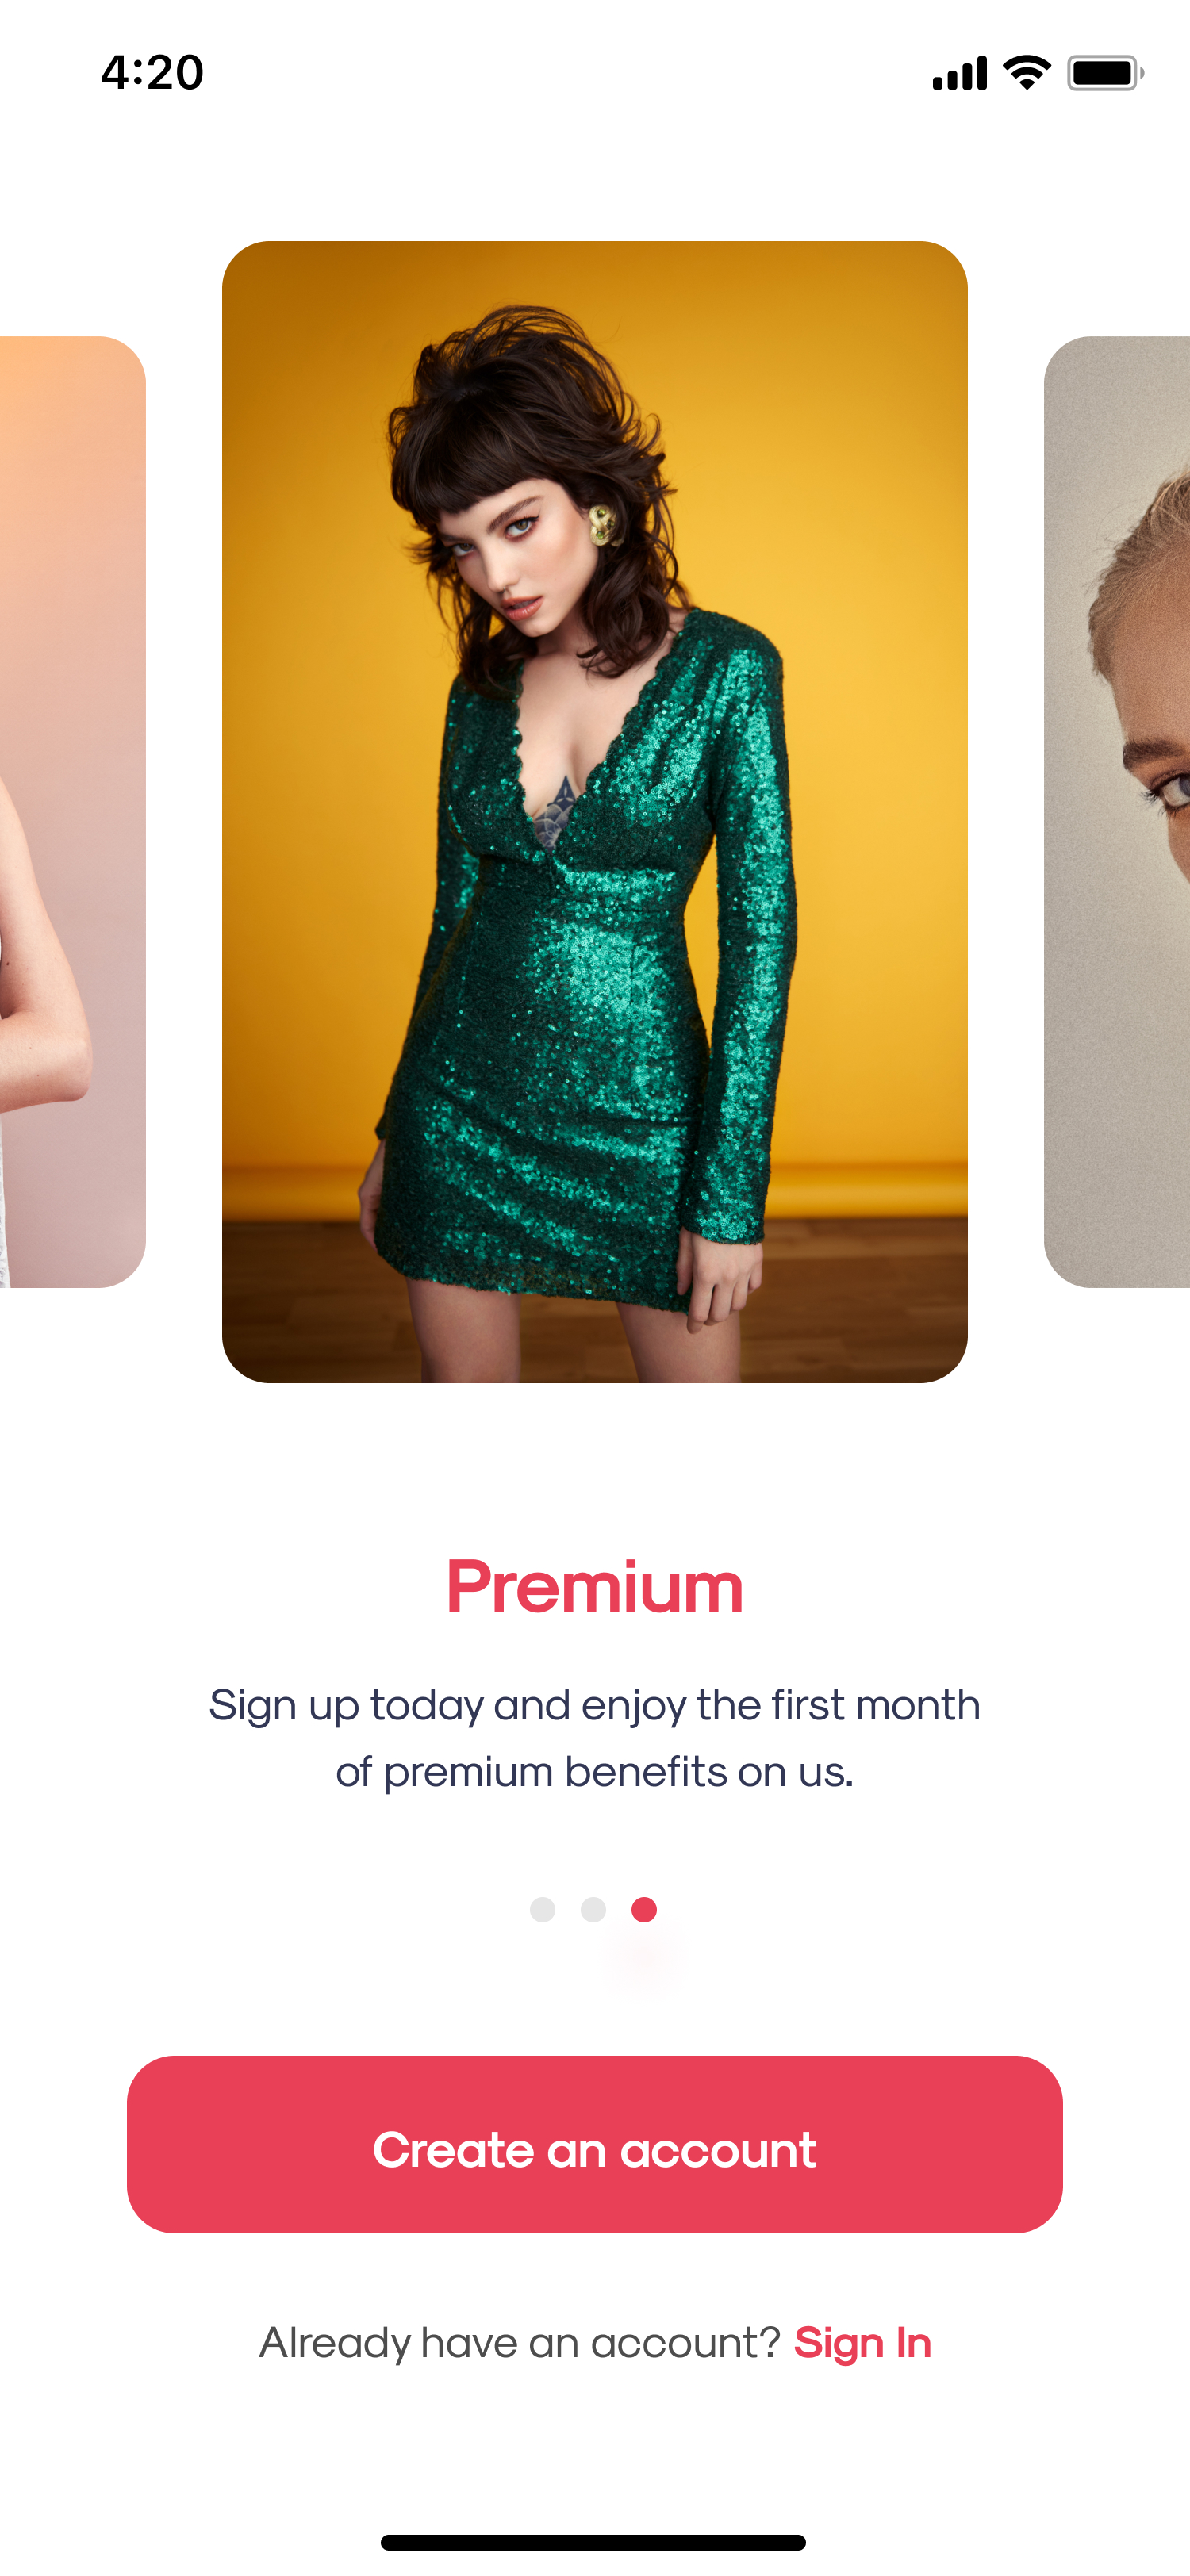 4:20
Premium
Sign up today and enjoy the first month
of premium benefits on us.
Create an account
Already have an account? Sign In